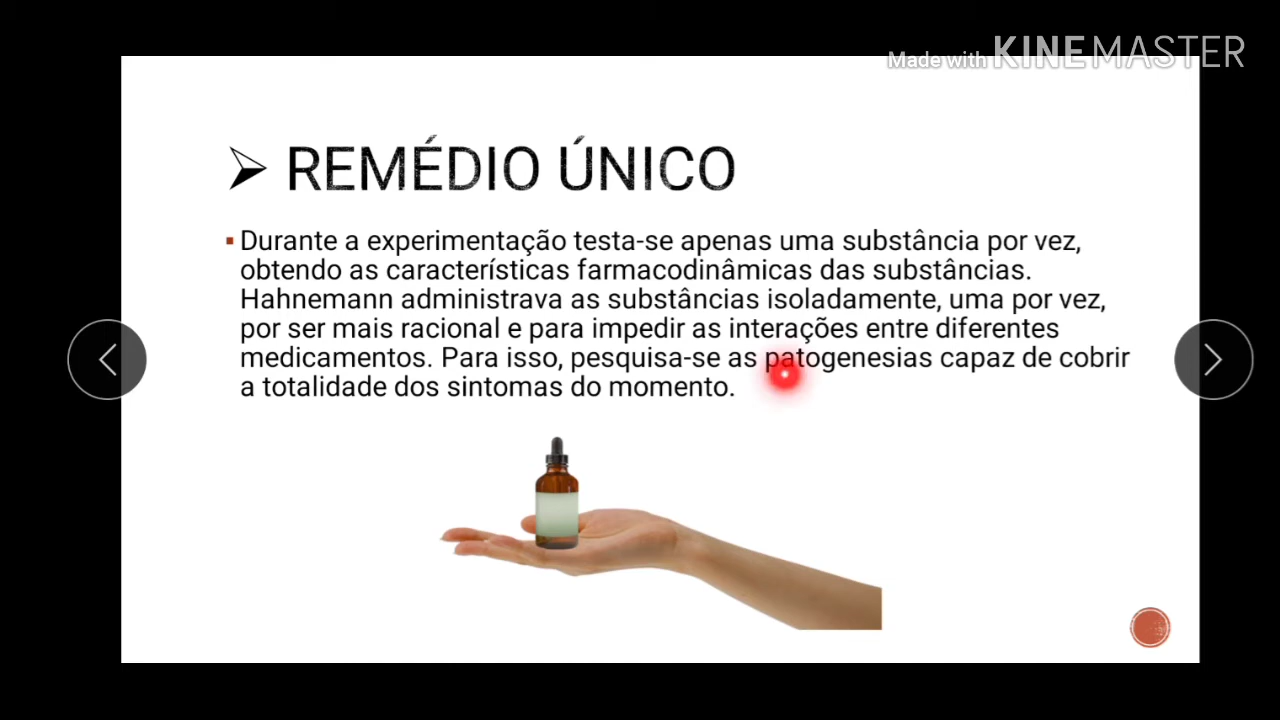 Made with KINEMASTER
REMÉDIO ÚNICO
Durante a experimentação testa-se apenas uma substância por vez,
obtendo as características farmacodinâmicas das substâncias.
Hahnemann administrava as substâncias isoladamente, uma por vez,
por ser mais racional e para impedir as interações entre diferentes
medicamentos. Para isso, pesquisa-se as patogenesias capaz de cobrir
a totalidade dos sintomas do momento.